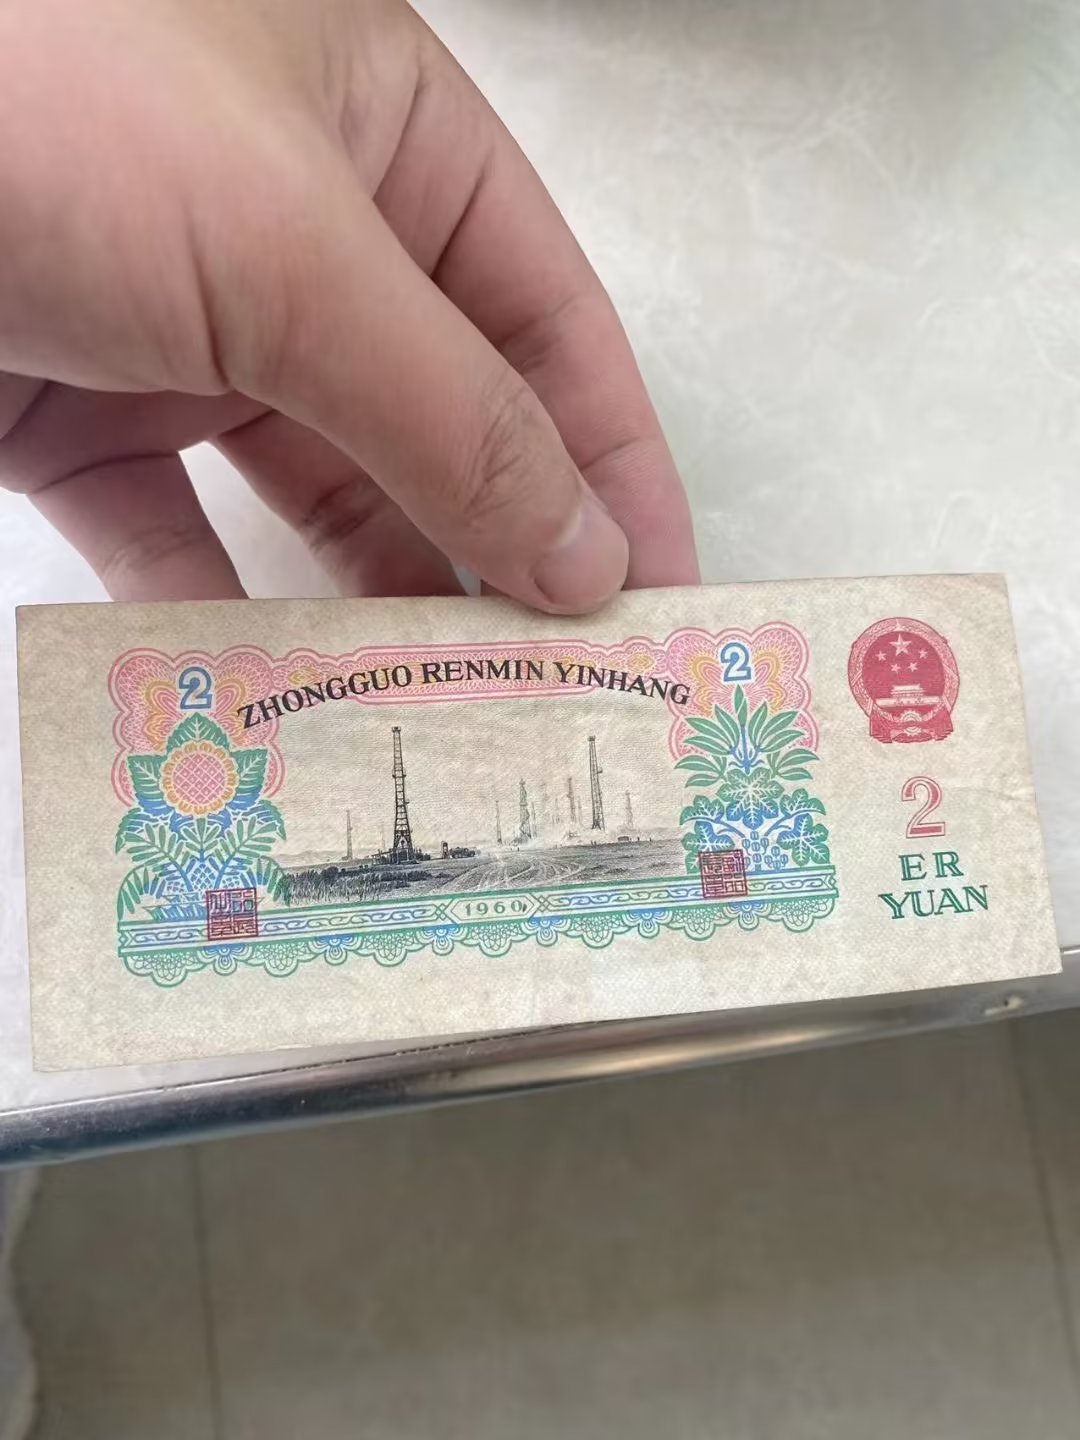 2
2
ZHONGGUO RENMIN YINHANG
2
ER
YUAN
1960